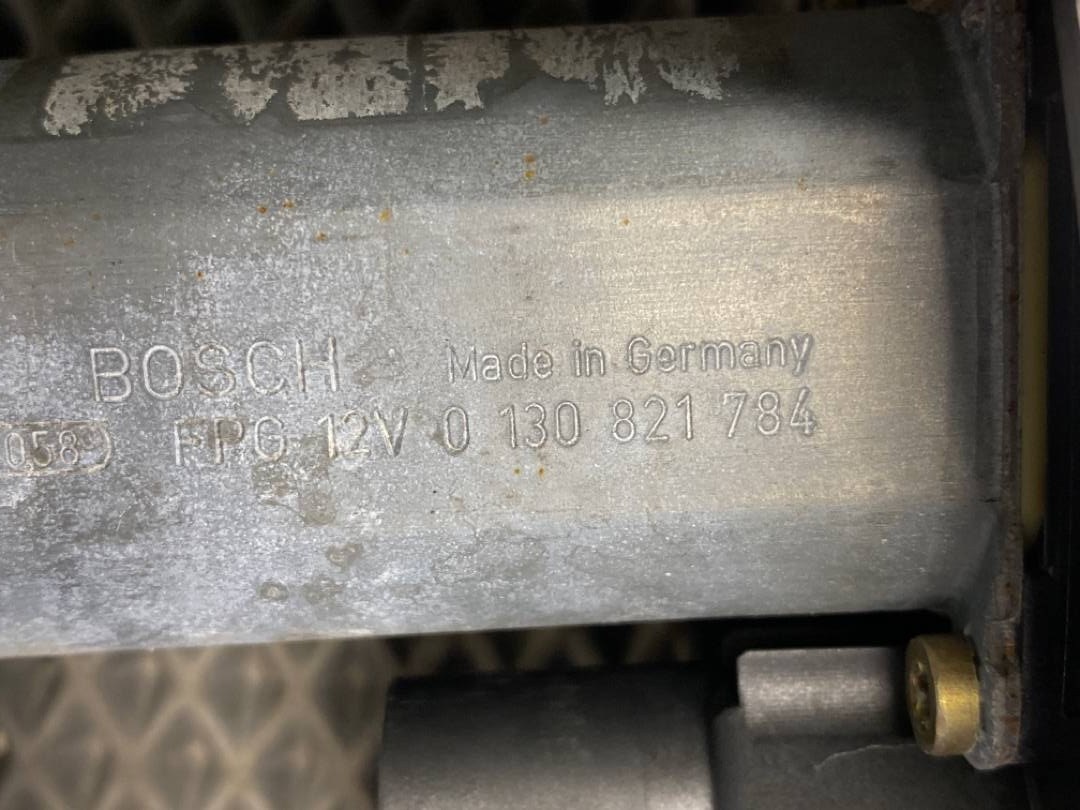 BOSCH Made in Germany
FPG 12V 0 130 821 784